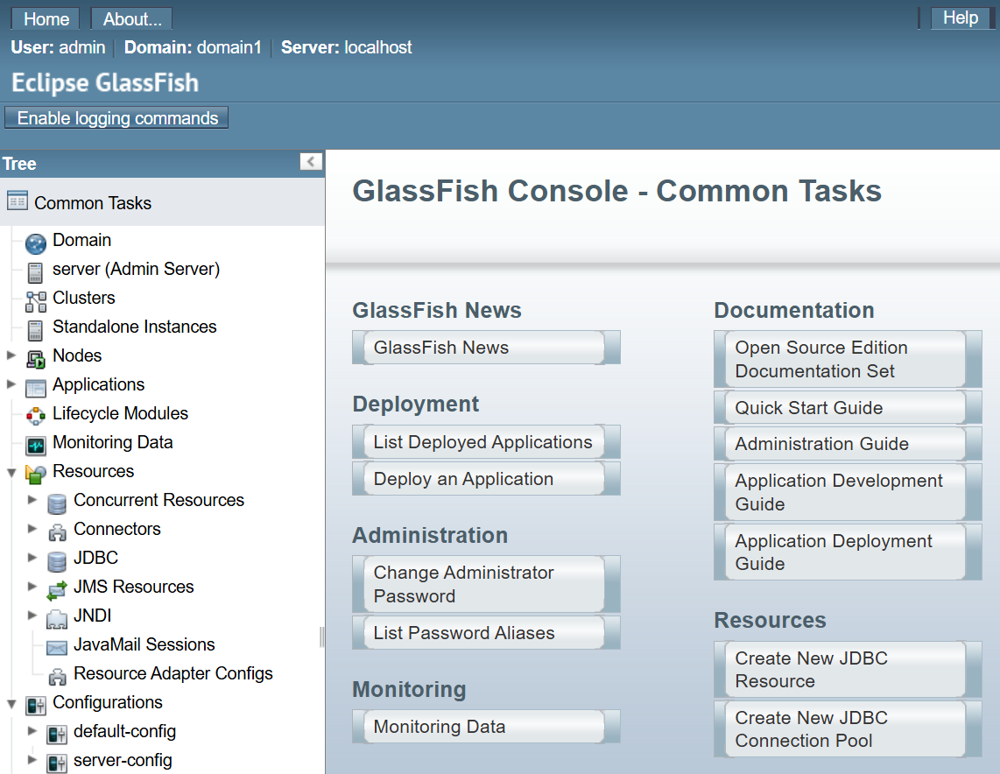 Home About... Help
User: admin Domain: domain1 Server: localhost
Eclipse GlassFish
Enable logging commands
Tree
Common Tasks
Domain
server (Admin Server)
Clusters
Standalone Instances
Nodes
Applications
Lifecycle Modules
Monitoring Data
Resources
Concurrent Resources
Connectors
JDBC
JMS Resources
JNDI
JavaMail Sessions
Resource Adapter Configs
Configurations
default-config
server-config
GlassFish Console - Common Tasks
GlassFish News
GlassFish News
Deployment
List Deployed Applications
Deploy an Application
Administration
Change Administrator
Password
List Password Aliases
Monitoring
Monitoring Data
Documentation
Open Source Edition
Documentation Set
Quick Start Guide
Administration Guide
Application Development
Guide
Application Deployment
Guide
Resources
Create New JDBC
Resource
Create New JDBC
Connection Pool